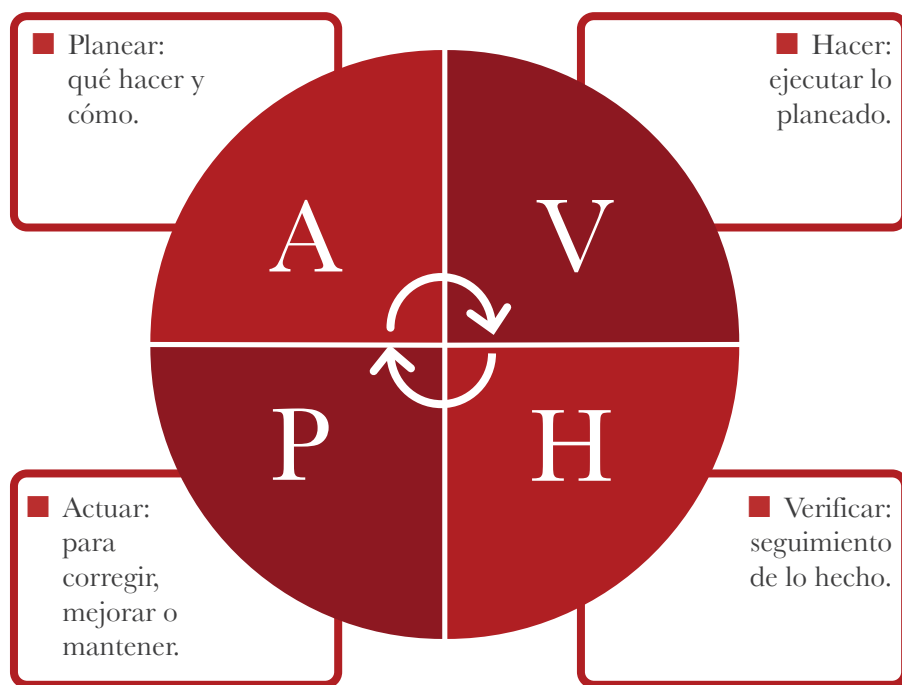 ■ Planear:
qué hacer y
cómo.
■ Hacer:
ejecutar lo
planeado.
A
V
P
H
■ Actuar:
para
corregir,
mejorar o
mantener.
■ Verificar:
seguimiento
de lo hecho.